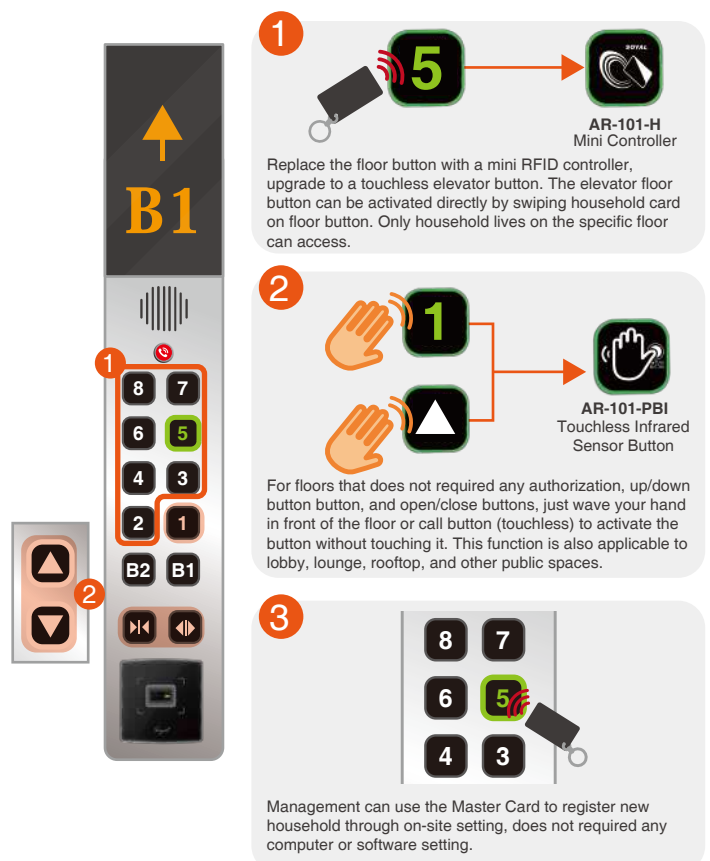 B1
1
8 7
6 5
4 3
2 1
B2 B1
2
1
5
SOYAL
AR-101-H
Mini Controller
Replace the floor button with a mini RFID controller,
upgrade to a touchless elevator button. The elevator floor
button can be activated directly by swiping household card
on floor button. Only household lives on the specific floor
can access.
2
1
AR-101-PBI
Touchless Infrared
Sensor Button
For floors that does not required any authorization, up/down
button button, and open/close buttons, just wave your hand
in front of the floor or call button (touchless) to activate the
button without touching it. This function is also applicable to
lobby, lounge, rooftop, and other public spaces.
3
8 7
6 5
4 3
Management can use the Master Card to register new
household through on-site setting, does not required any
computer or software setting.